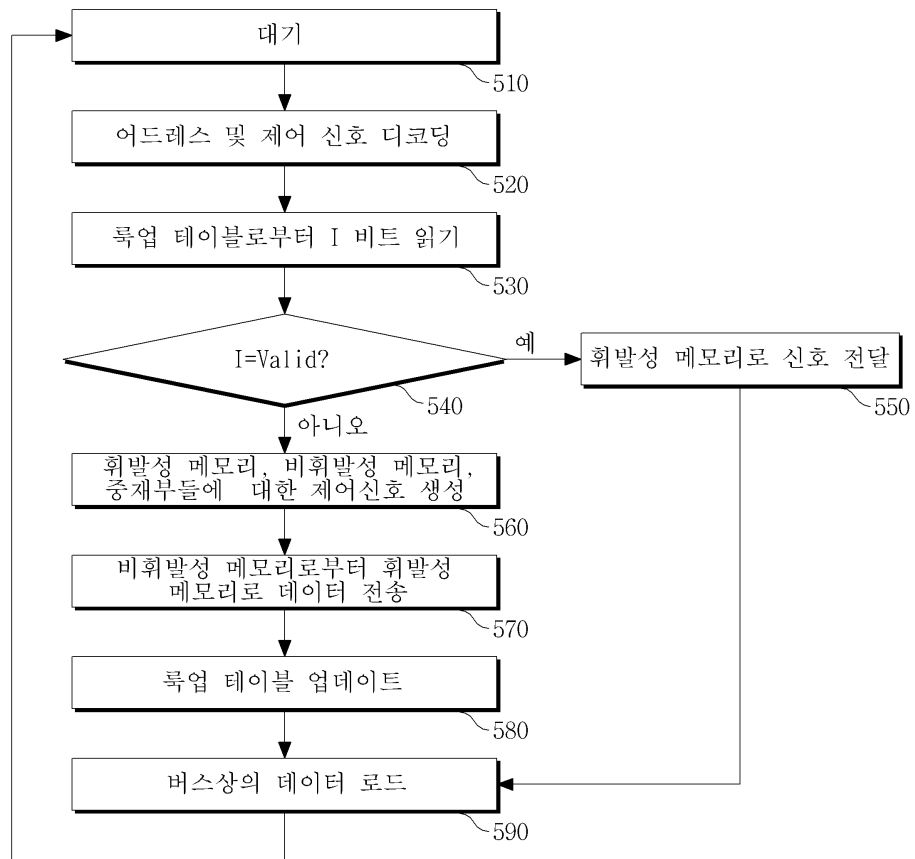 대기
510
어드레스 및 제어 신호 디코딩
520
룩업 테이블로부터 I 비트 읽기
530
I=Valid?
예
540
휘발성 메모리로 신호 전달
550
아니오
휘발성 메모리, 비휘발성 메모리,
중재부들에 대한 제어신호 생성
560
비휘발성 메모리로부터 휘발성
메모리로 데이터 전송
570
룩업 테이블 업데이트
580
버스상의 데이터 로드
590